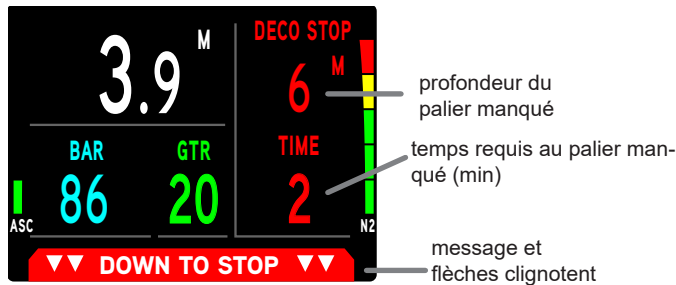 DECO STOP
M
3.9
M
6
profondeur du
palier manqué
BAR
GTR
TIME
temps requis au palier man-
qué (min)
86
20
2
ASC
N2
▼▼ DOWN TO STOP ▼▼
message et
flèches clignotent